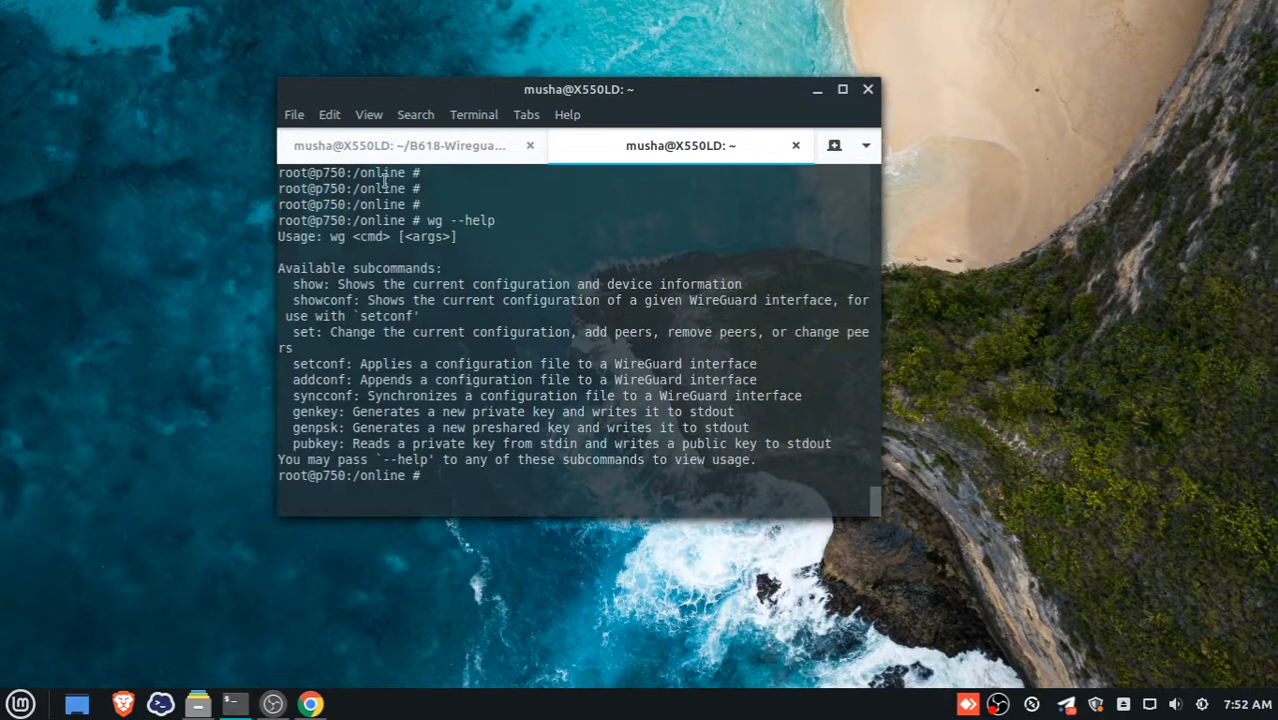 musha@X550LD: ~
File Edit View Search Terminal Tabs Help
musha@X550LD: ~/B618-Wiregua...
musha@X550LD: ~
root@p750:/online #
root@p750:/online #
root@p750:/online #
root@p750:/online # wg --help
Usage: wg <cmd> [<args>]
Available subcommands:
show: Shows the current configuration and device information
showconf: Shows the current configuration of a given WireGuard interface, for
use with `setconf'
set: Change the current configuration, add peers, remove peers, or change pee
rs
setconf: Applies a configuration file to a WireGuard interface
addconf: Appends a configuration file to a WireGuard interface
syncconf: Synchronizes a configuration file to a WireGuard interface
genkey: Generates a new private key and writes it to stdout
genpsk: Generates a new preshared key and writes it to stdout
pubkey: Reads a private key from stdin and writes a public key to stdout
You may pass `--help' to any of these subcommands to view usage.
root@p750:/online #
7:52 AM